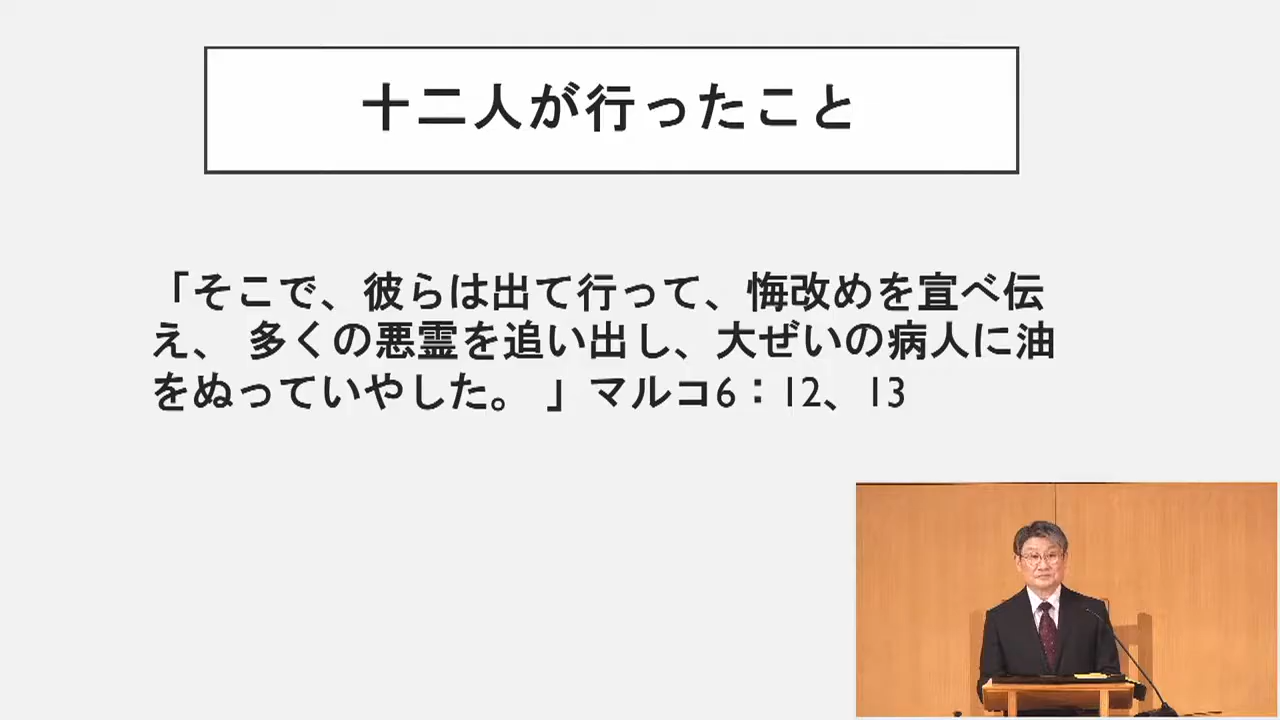 十二人が行ったこと
「そこで、彼らは出て行って、悔改めを宣べ伝
え、 多くの悪霊を追い出し、大ぜいの病人に油
をぬっていやした。 」マルコ6：12、13